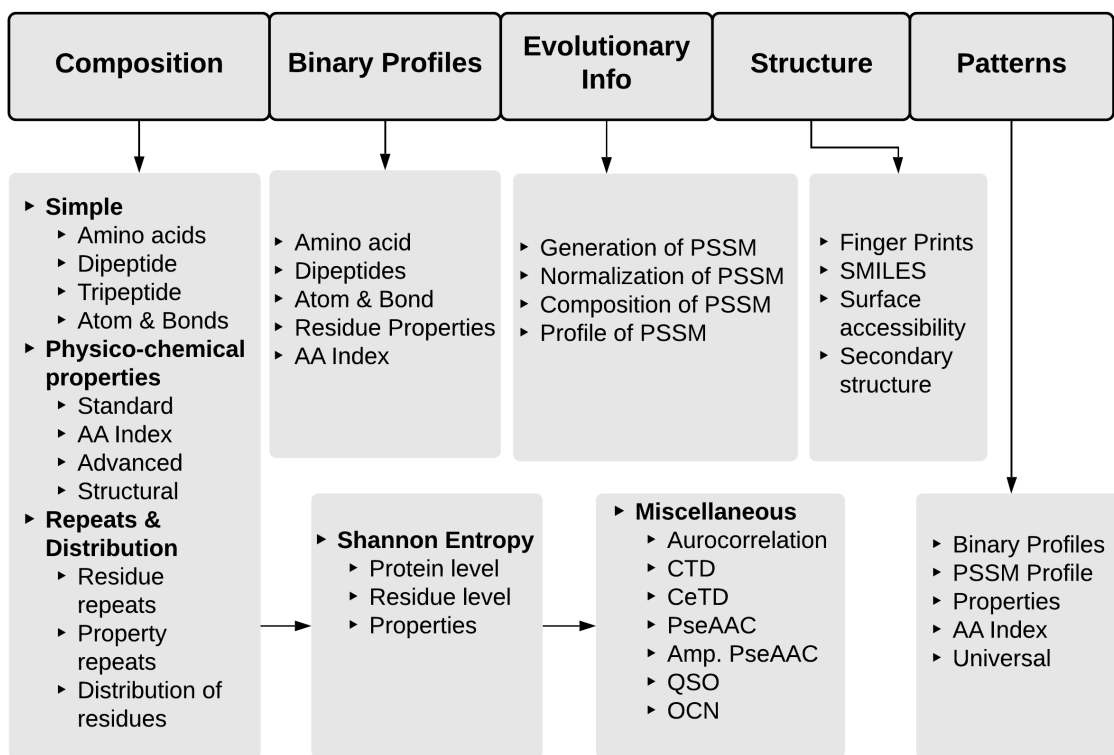 Composition
Binary Profiles
Evolutionary
Info
Structure
Patterns
Simple
Amino acids
Dipeptide
Tripeptide
Atom & Bonds
Physico-chemical
properties
Standard
AA Index
Advanced
Structural
Repeats &
Distribution
Residue
repeats
Property
repeats
Distribution of
residues
Amino acid
Dipeptides
Atom & Bond
Residue Properties
AA Index
Generation of PSSM
Normalization of PSSM
Composition of PSSM
Profile of PSSM
Finger Prints
SMILES
Surface
accessibility
Secondary
structure
Shannon Entropy
Protein level
Residue level
Properties
Miscellaneous
Aurocorrelation
CTD
CeTD
PseAAC
Amp. PseAAC
QSO
OCN
Binary Profiles
PSSM Profile
Properties
AA Index
Universal